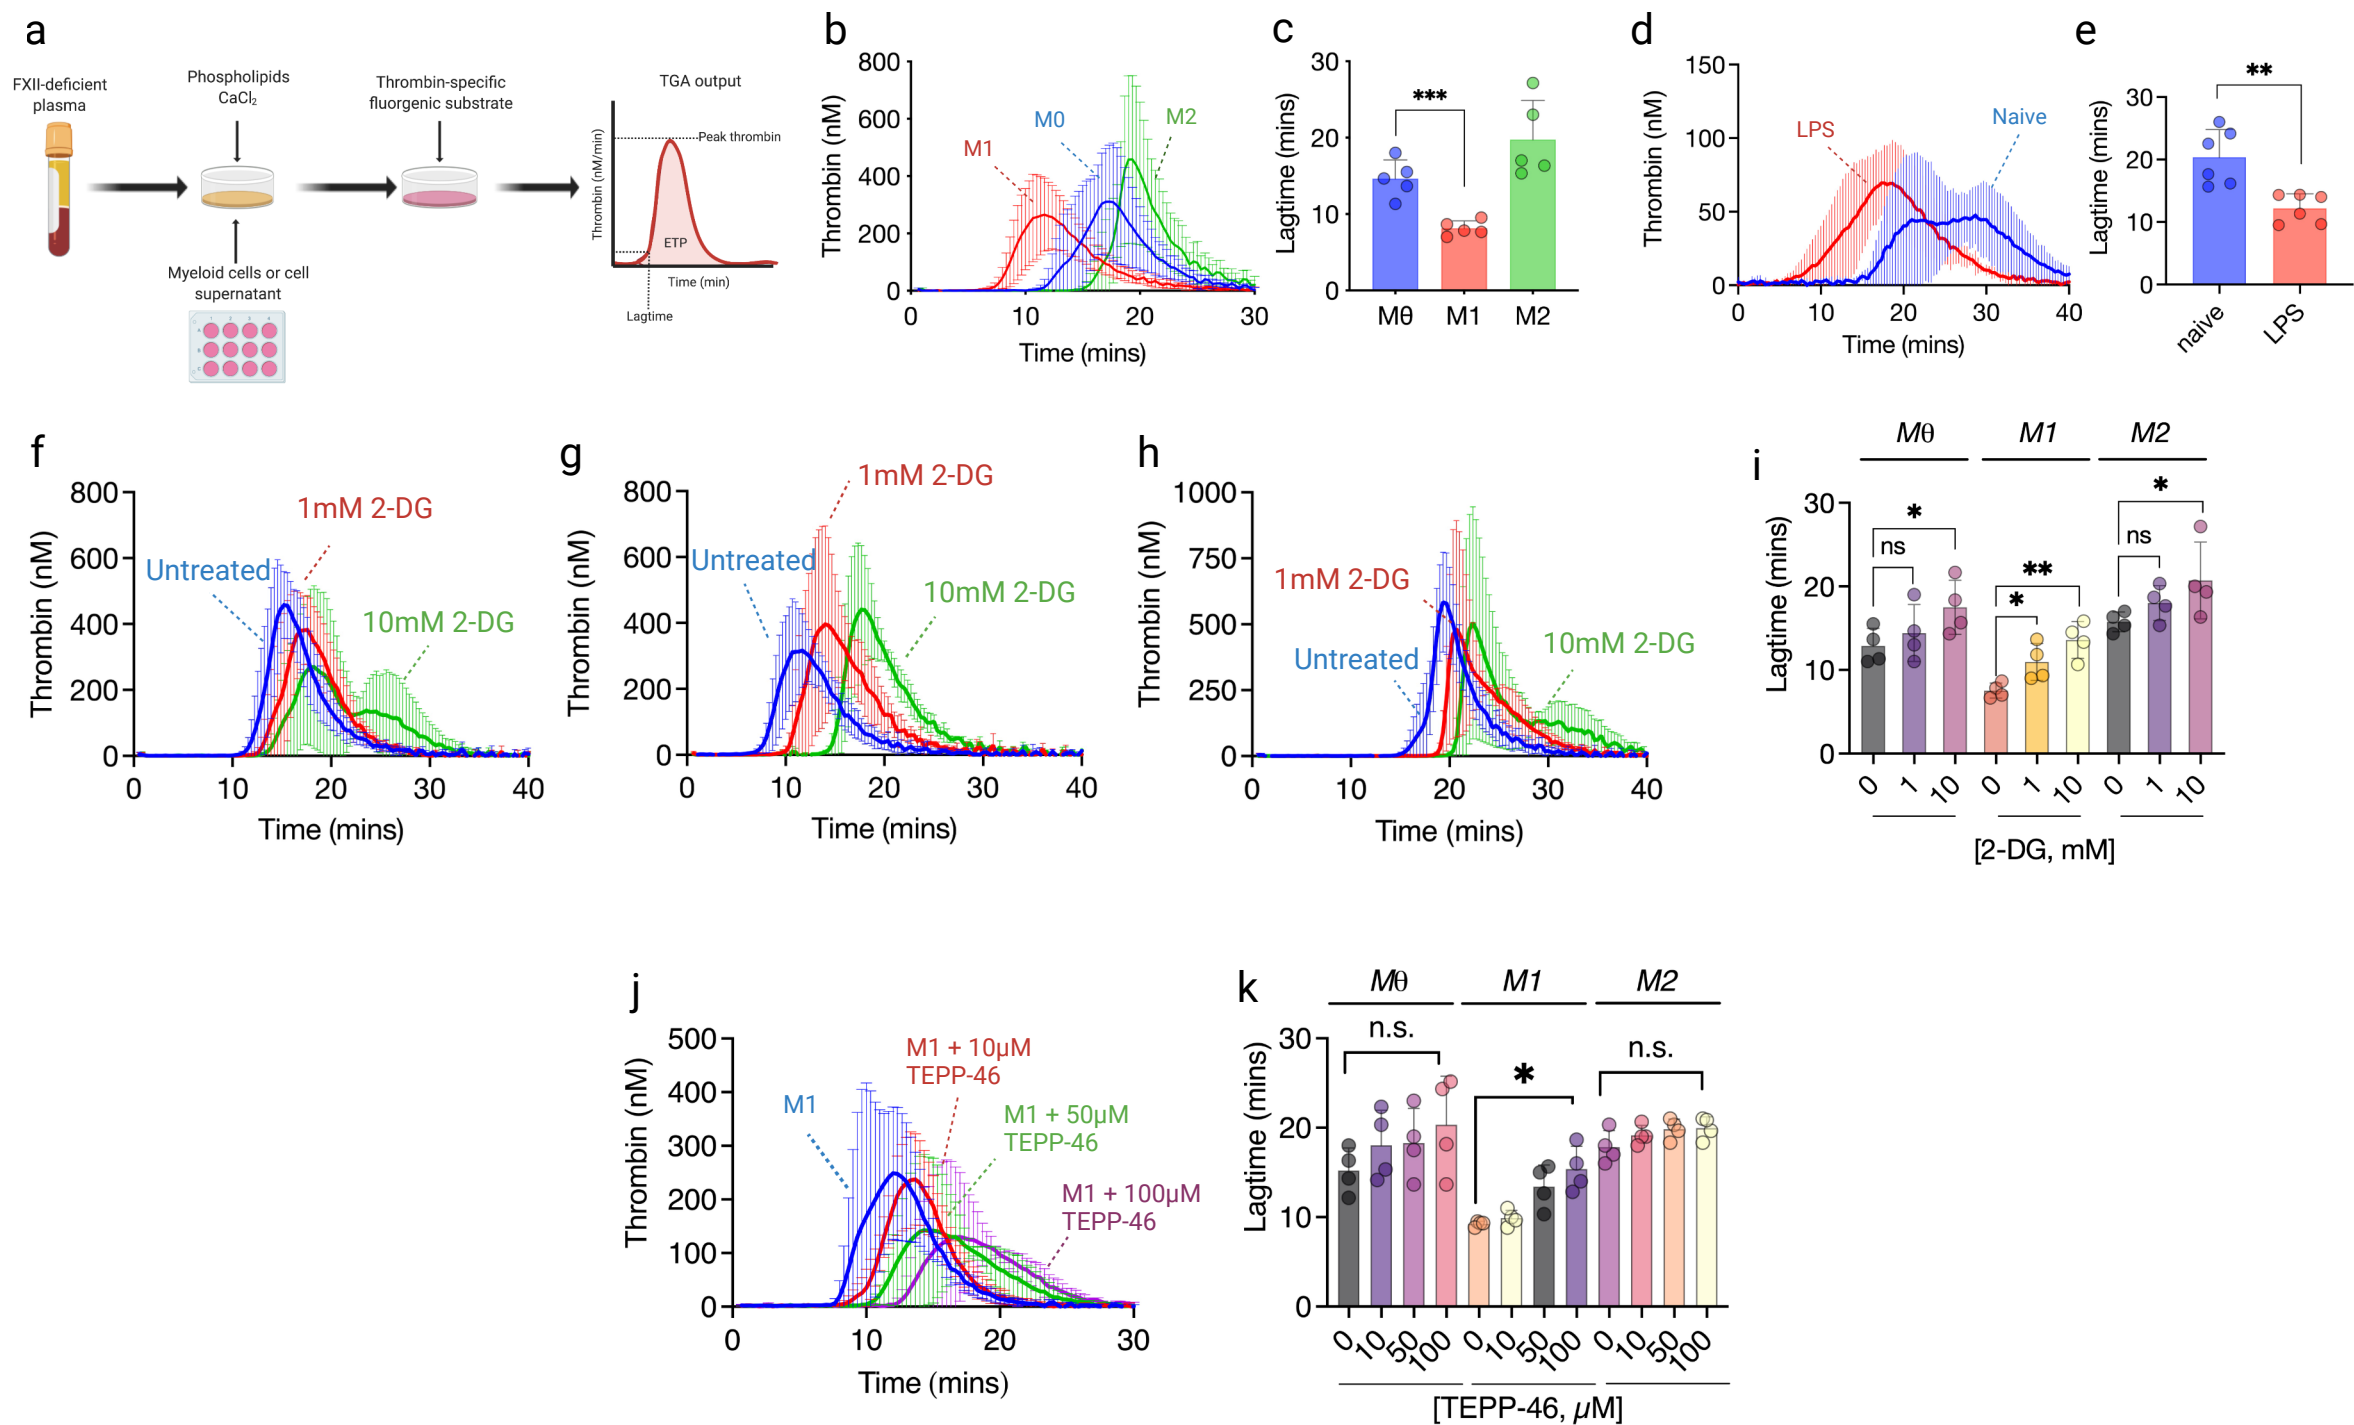 a
FXII-deficient
plasma
Phospholipids
CaCl₂
Thrombin-specific
fluorgenic substrate
Myeloid cells or cell
supernatant
TGA output
Thrombin (nM/min)
Peak thrombin
ETP
Time (min)
Lagtime
b
Thrombin (nM)
800
600
400
200
0
M1
M0
M2
0 10 20 30
Time (mins)
c
Lagtime (mins)
30
20
10
0
***
Mθ M1 M2
d
Thrombin (nM)
150
100
50
0
LPS
Naive
0 10 20 30 40
Time (mins)
e
Lagtime (mins)
30
20
10
0
**
naive LPS
f
Thrombin (nM)
800
600
400
200
0
1mM 2-DG
Untreated
10mM 2-DG
0 10 20 30 40
Time (mins)
g
Thrombin (nM)
800
600
400
200
0
1mM 2-DG
Untreated
10mM 2-DG
0 10 20 30 40
Time (mins)
h
Thrombin (nM)
1000
750
500
250
0
1mM 2-DG
Untreated
10mM 2-DG
0 10 20 30 40
Time (mins)
i
Mθ M1 M2
Lagtime (mins)
30
20
10
0
ns * * ** ns *
0 1 10 0 1 10 0 1 10
[2-DG, mM]
j
Thrombin (nM)
500
400
300
200
100
0
M1
M1 + 10µM
TEPP-46
M1 + 50µM
TEPP-46
M1 + 100µM
TEPP-46
0 10 20 30
Time (mins)
k
Mθ M1 M2
Lagtime (mins)
30
20
10
0
n.s. * n.s.
0 10 50 100 0 10 50 100 0 10 50 100
[TEPP-46, µM]